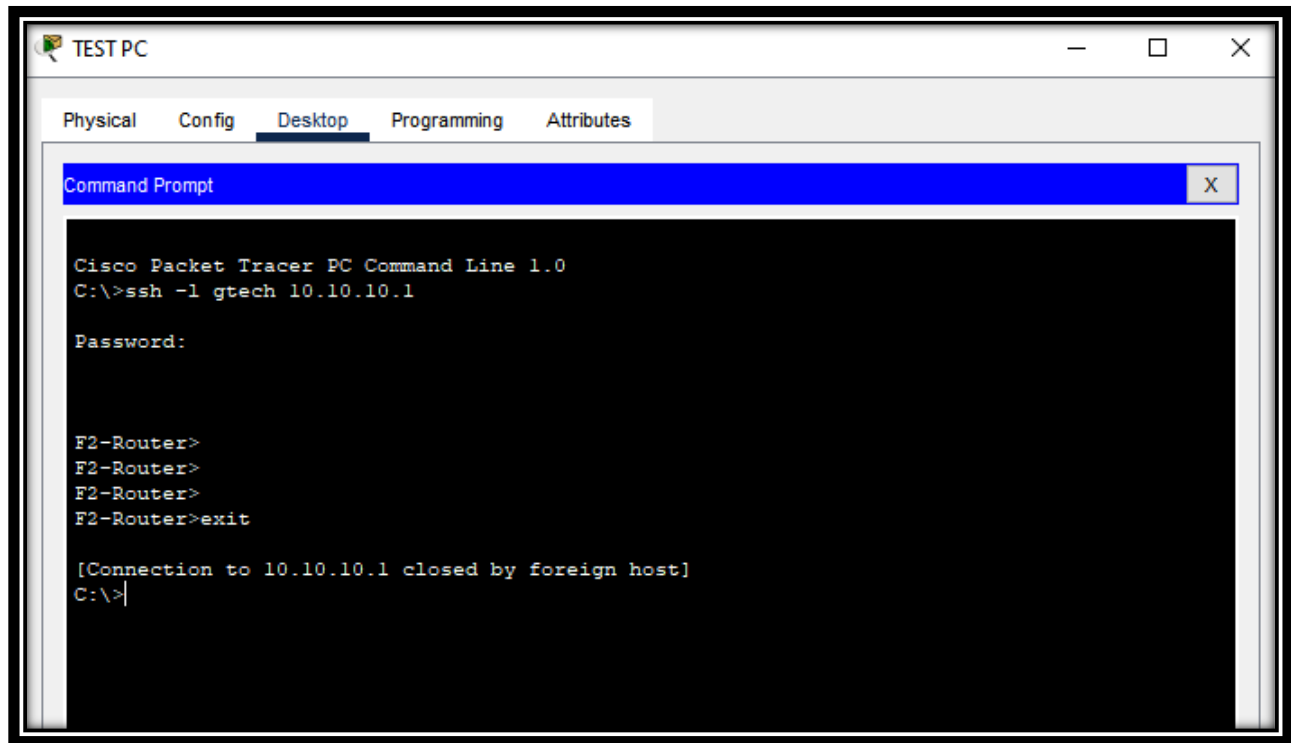 TEST PC
Physical Config Desktop Programming Attributes
Command Prompt X
Cisco Packet Tracer PC Command Line 1.0
C:\>ssh -l gtech 10.10.10.1
Password:
F2-Router>
F2-Router>
F2-Router>
F2-Router>exit
[Connection to 10.10.10.1 closed by foreign host]
C:\>